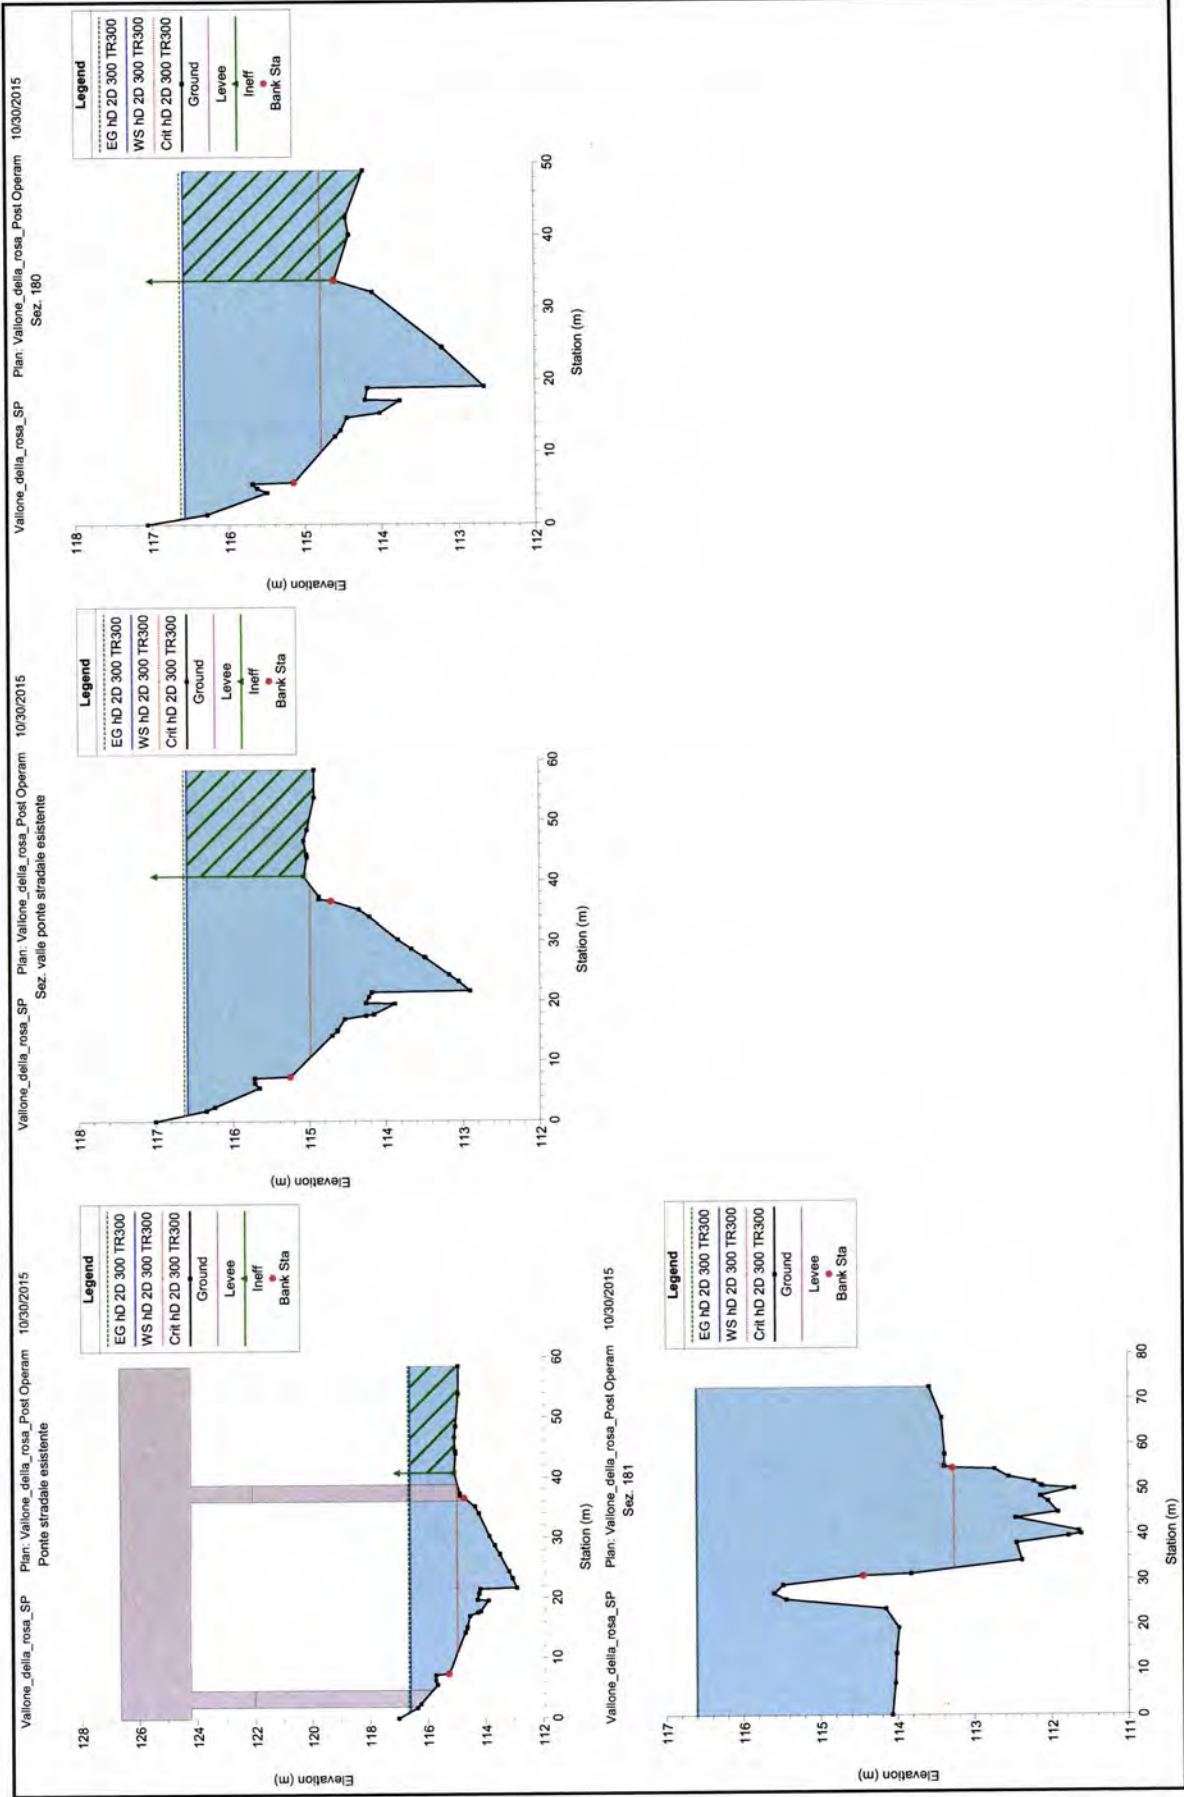 Vallone_della_rosa_SP Plan: Vallone_della_rosa_Post Operam 10/30/2015
Ponte stradale esistente
Elevation (m)
128
126
124
122
120
118
116
114
112
0
10
20
30
40
50
60
Station (m)
Legend
EG hD 2D 300 TR300
WS hD 2D 300 TR300
Crit hD 2D 300 TR300
Ground
Levee
Ineff
Bank Sta
Vallone_della_rosa_SP Plan: Vallone_della_rosa_Post Operam 10/30/2015
Sez. valle ponte stradale esistente
Elevation (m)
118
117
116
115
114
113
112
0
10
20
30
40
50
60
Station (m)
Legend
EG hD 2D 300 TR300
WS hD 2D 300 TR300
Crit hD 2D 300 TR300
Ground
Levee
Ineff
Bank Sta
Vallone_della_rosa_SP Plan: Vallone_della_rosa_Post Operam 10/30/2015
Sez. 180
Elevation (m)
118
117
116
115
114
113
112
0
10
20
30
40
50
Station (m)
Legend
EG hD 2D 300 TR300
WS hD 2D 300 TR300
Crit hD 2D 300 TR300
Ground
Levee
Ineff
Bank Sta
Vallone_della_rosa_SP Plan: Vallone_della_rosa_Post Operam 10/30/2015
Sez. 181
Elevation (m)
117
116
115
114
113
112
111
0
10
20
30
40
50
60
70
80
Station (m)
Legend
EG hD 2D 300 TR300
WS hD 2D 300 TR300
Crit hD 2D 300 TR300
Ground
Levee
Bank Sta